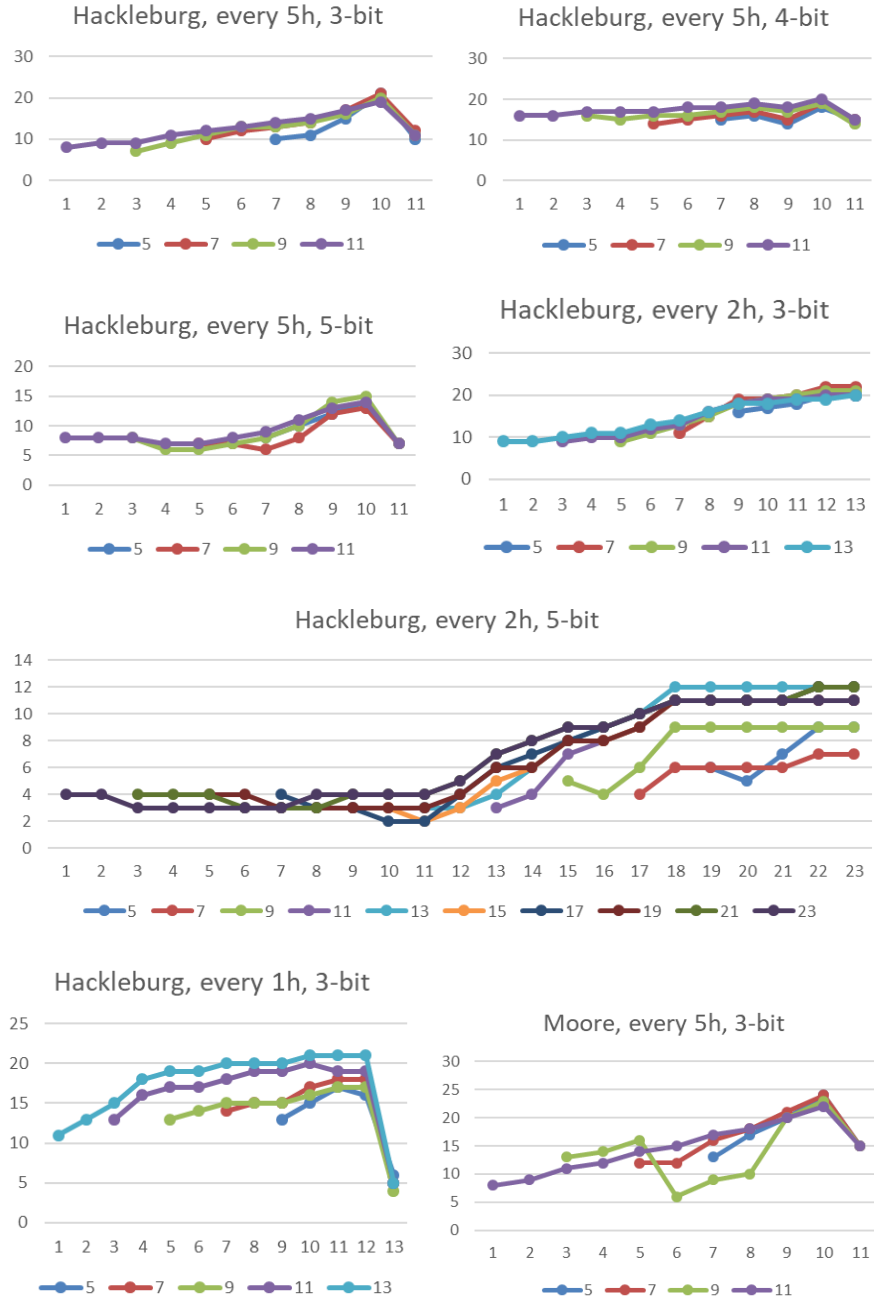 Hackleburg, every 5h, 3-bit
30
20
10
0
1 2 3 4 5 6 7 8 9 10 11
5 7 9 11
Hackleburg, every 5h, 4-bit
30
20
10
0
1 2 3 4 5 6 7 8 9 10 11
5 7 9 11
Hackleburg, every 5h, 5-bit
20
15
10
5
0
1 2 3 4 5 6 7 8 9 10 11
5 7 9 11
Hackleburg, every 2h, 3-bit
30
20
10
0
1 2 3 4 5 6 7 8 9 10 11 12 13
5 7 9 11 13
Hackleburg, every 2h, 5-bit
14
12
10
8
6
4
2
0
1 2 3 4 5 6 7 8 9 10 11 12 13 14 15 16 17 18 19 20 21 22 23
5 7 9 11 13 15 17 19 21 23
Hackleburg, every 1h, 3-bit
25
20
15
10
5
0
1 2 3 4 5 6 7 8 9 10 11 12 13
5 7 9 11 13
Moore, every 5h, 3-bit
30
25
20
15
10
5
0
1 2 3 4 5 6 7 8 9 10 11
5 7 9 11